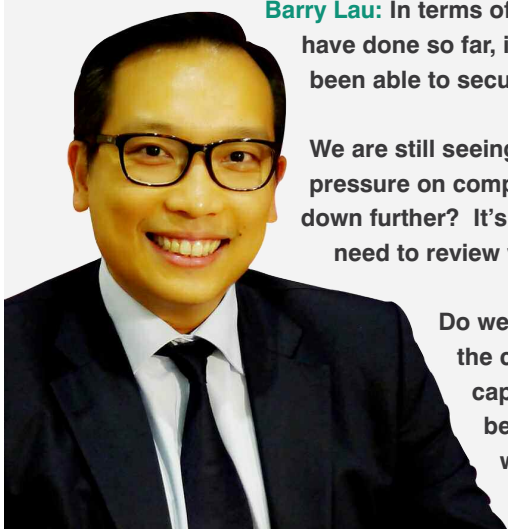 Barry Lau: In terms of
have done so far, i
been able to secu
We are still seeing
pressure on comp
down further? It's
need to review
Do we
the c
cap
be
w